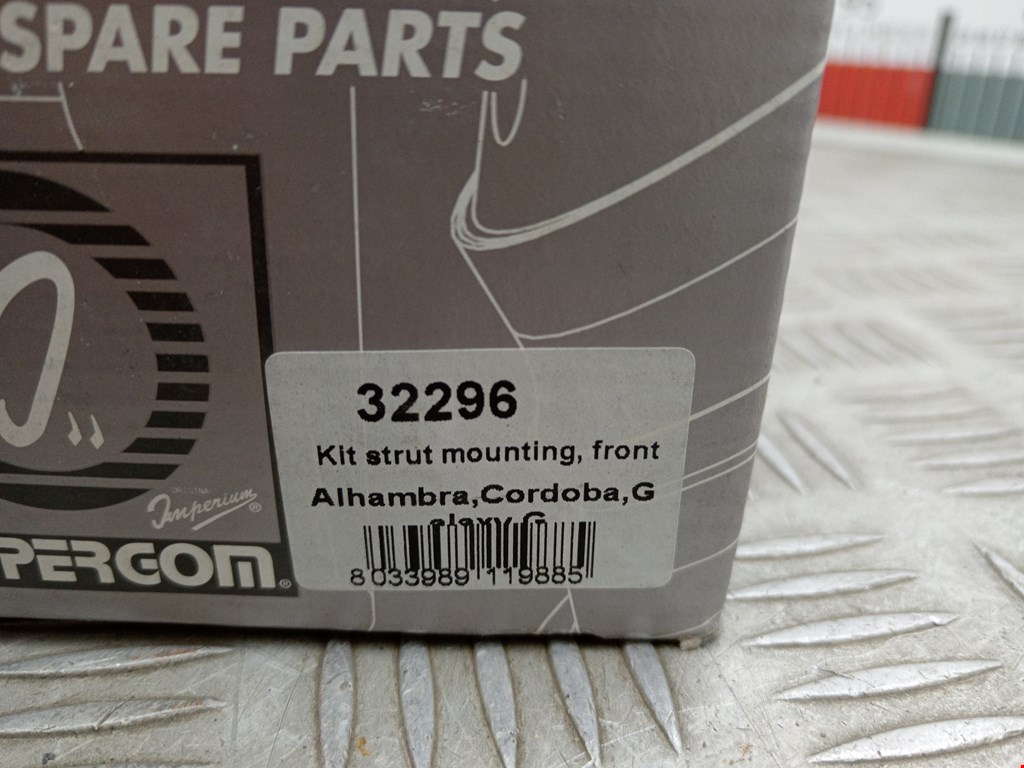 SPARE PARTS
Imperium®
PERGOM®
32296
Kit strut mounting, front
Alhambra,Cordoba,G
8 033989 119885